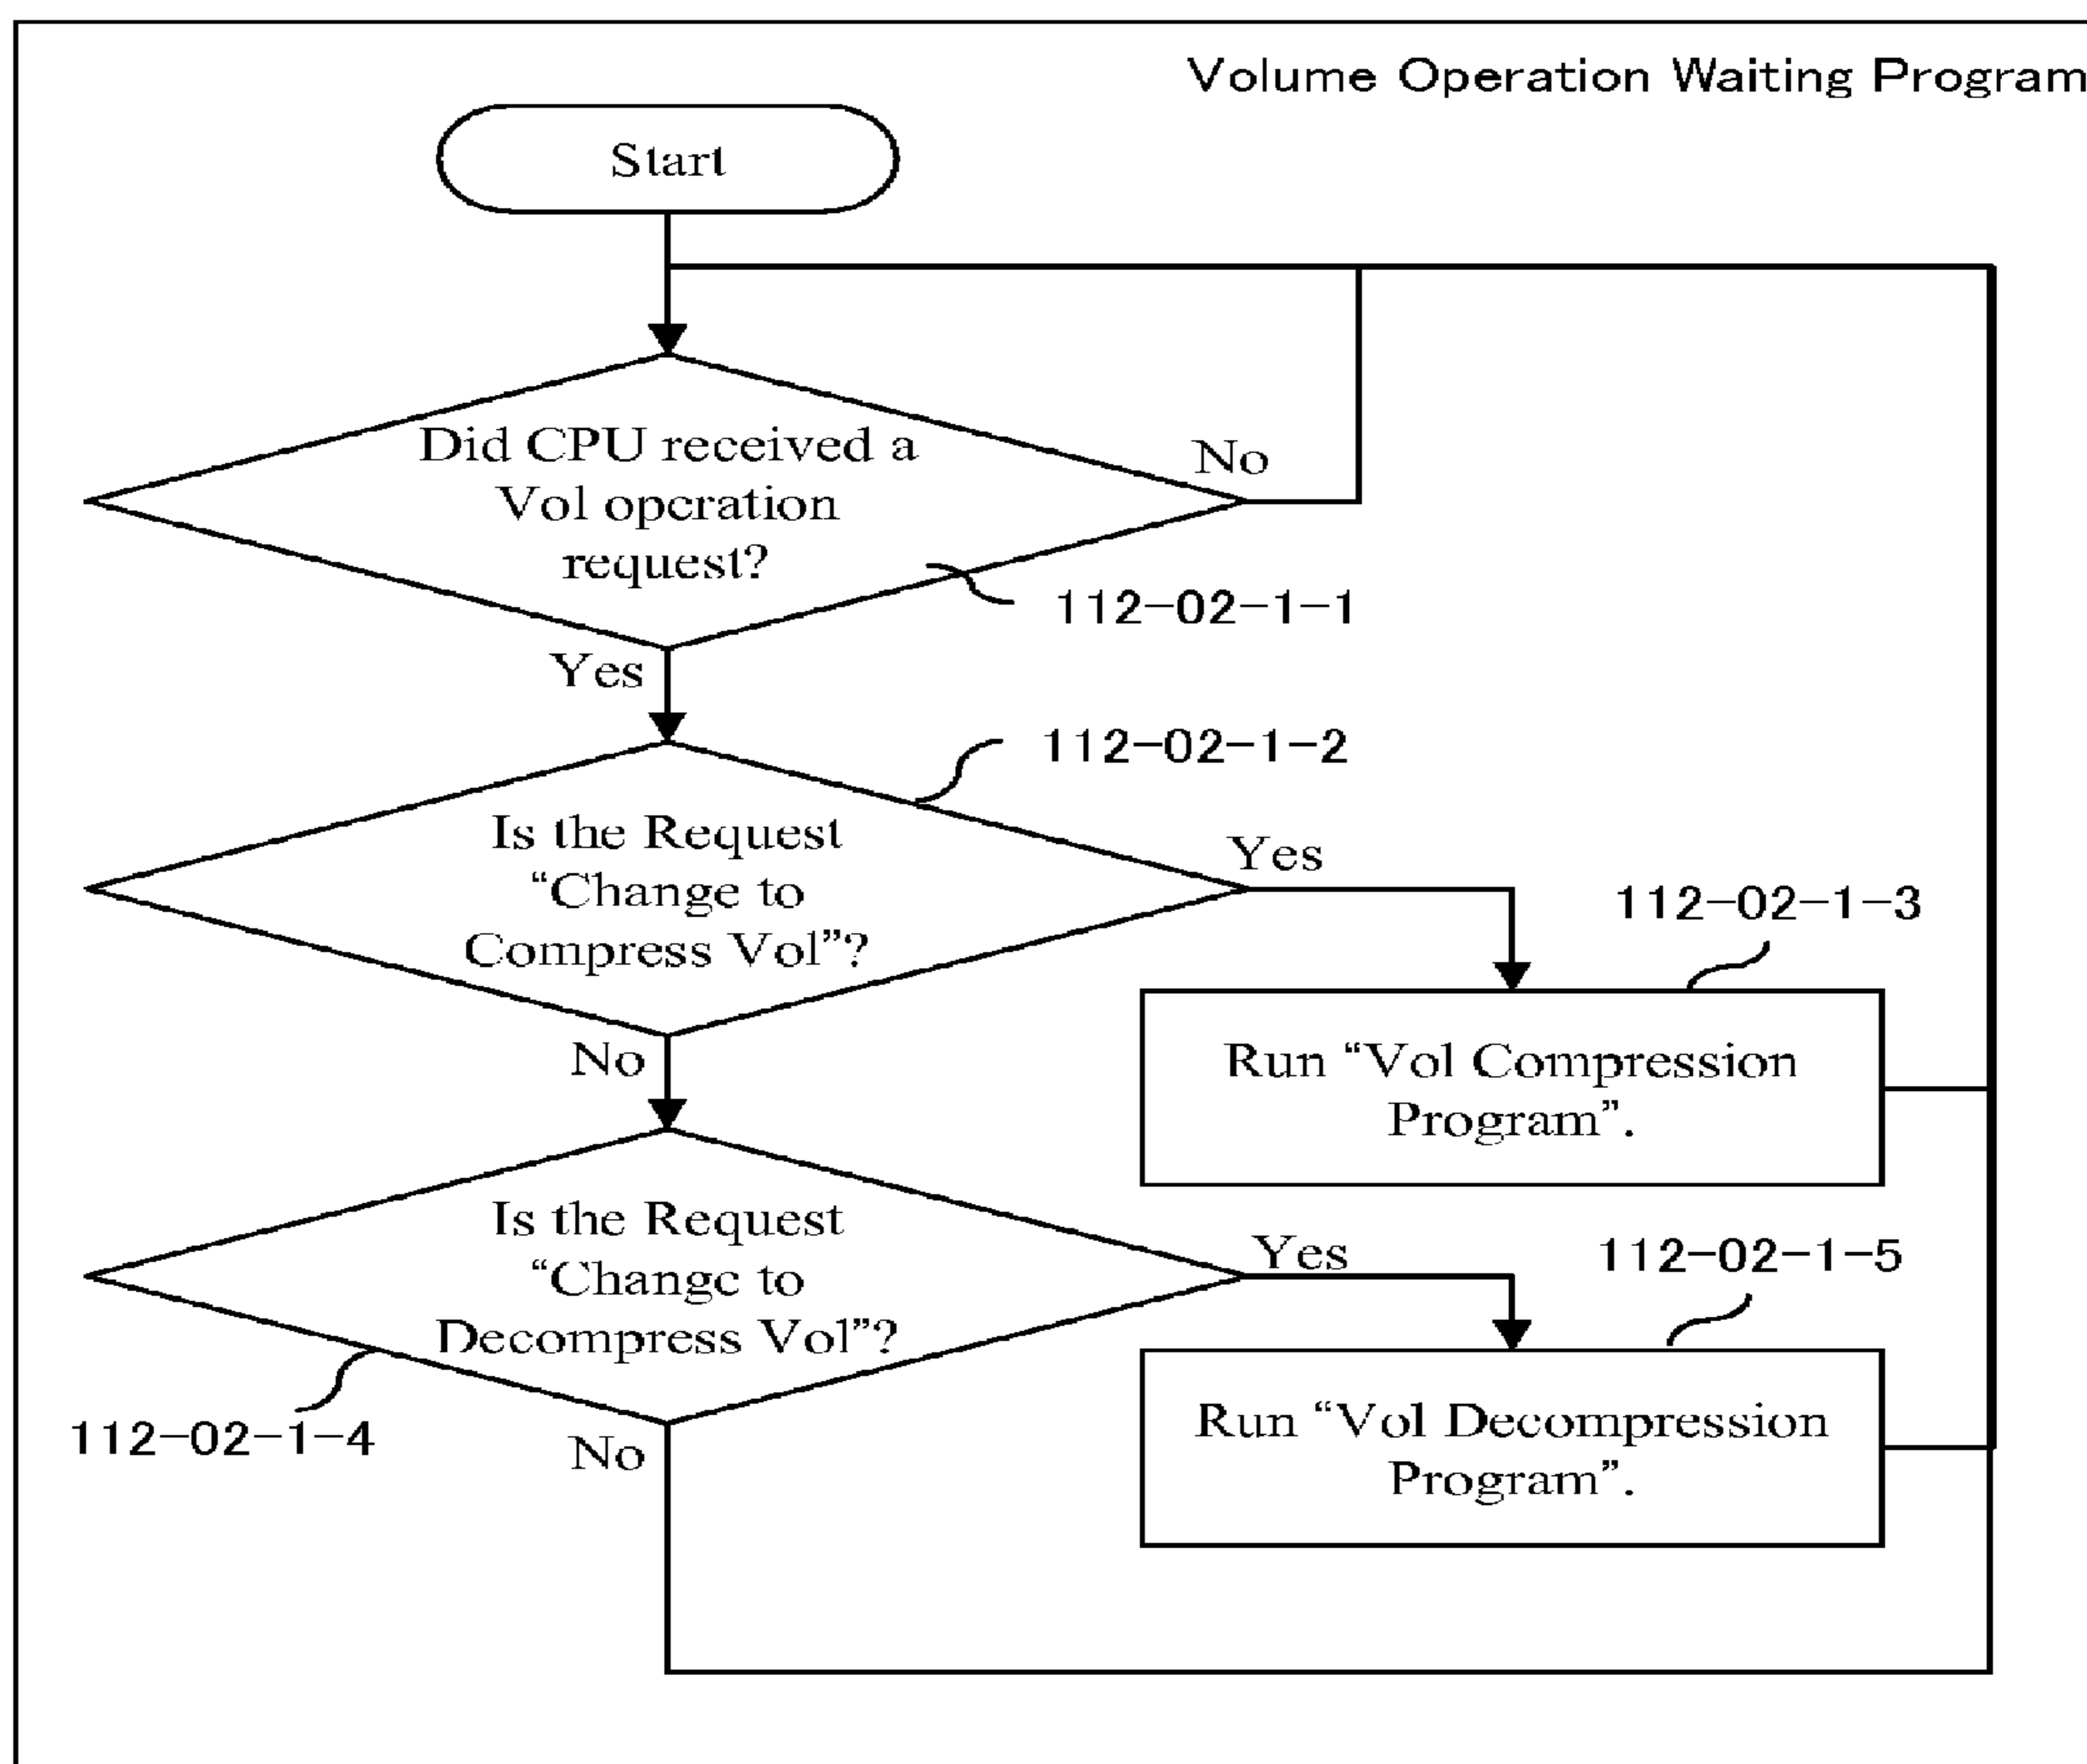 Volume Operation Waiting Program
Start
Did CPU received a
Vol operation
request?
No
112-02-1-1
Yes
112-02-1-2
Is the Request
“Change to
Compress Vol”?
Yes
112-02-1-3
Run “Vol Compression
Program”.
No
Is the Request
“Change to
Decompress Vol”?
Yes
112-02-1-5
Run “Vol Decompression
Program”.
112-02-1-4
No